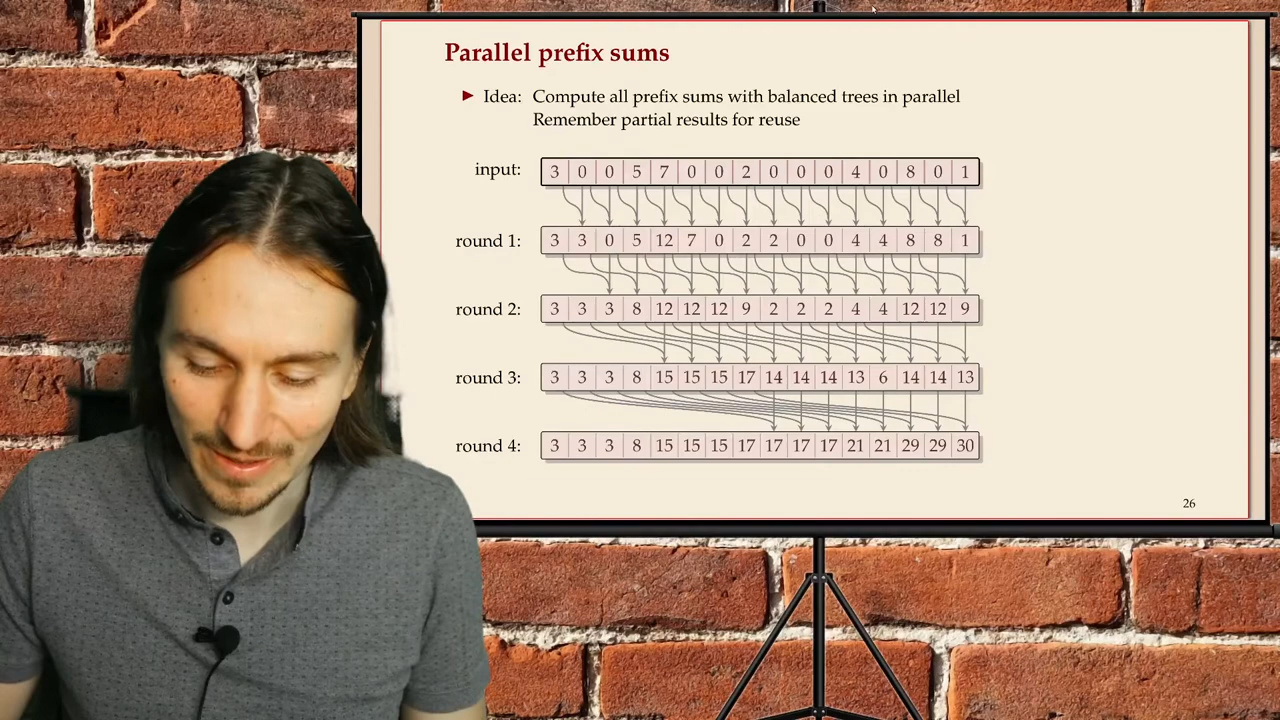 Parallel prefix sums
► Idea: Compute all prefix sums with balanced trees in parallel
Remember partial results for reuse
input: 3 0 0 5 7 0 0 2 0 0 0 4 0 8 0 1
round 1: 3 3 0 5 12 7 0 2 2 0 0 4 4 8 8 1
round 2: 3 3 3 8 12 12 12 9 2 2 2 4 4 12 12 9
round 3: 3 3 3 8 15 15 15 17 14 14 14 13 6 14 14 13
round 4: 3 3 3 8 15 15 15 17 17 17 17 21 21 29 29 30
26